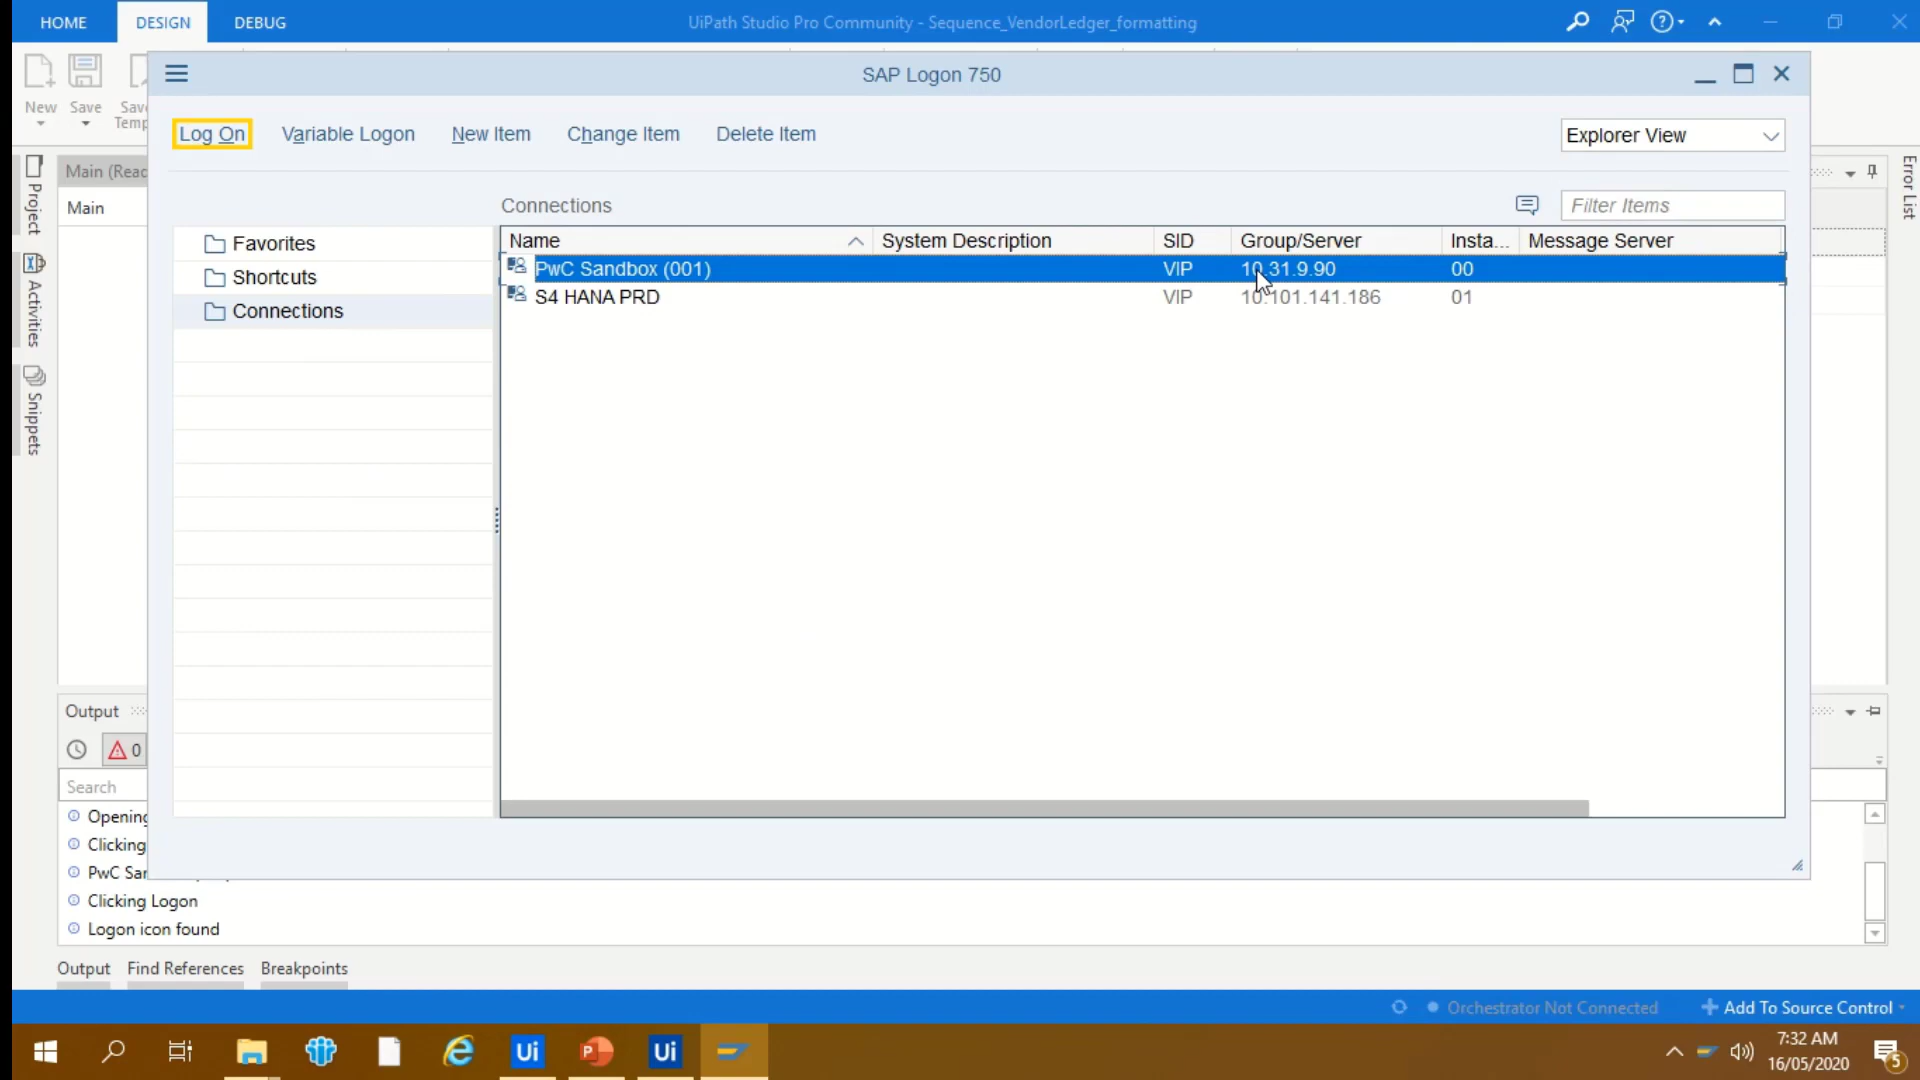 HOME DESIGN DEBUG UiPath Studio Pro Community - Sequence_VendorLedger_formatting
New Save Save Temp
SAP Logon 750
Log On Variable Logon New Item Change Item Delete Item Explorer View
Project
Activities
Snippets
Error List
Main (Reac
Main
Connections Filter Items
Favorites
Shortcuts
Connections
Name System Description SID Group/Server Insta... Message Server
PwC Sandbox (001) VIP 10.31.9.90 00
S4 HANA PRD VIP 10.101.141.186 01
Output
0
Search
Opening
Clicking
PwC San
Clicking Logon
Logon icon found
Output Find References Breakpoints
Orchestrator Not Connected Add To Source Control
Ui P Ui
7:32 AM
16/05/2020
5